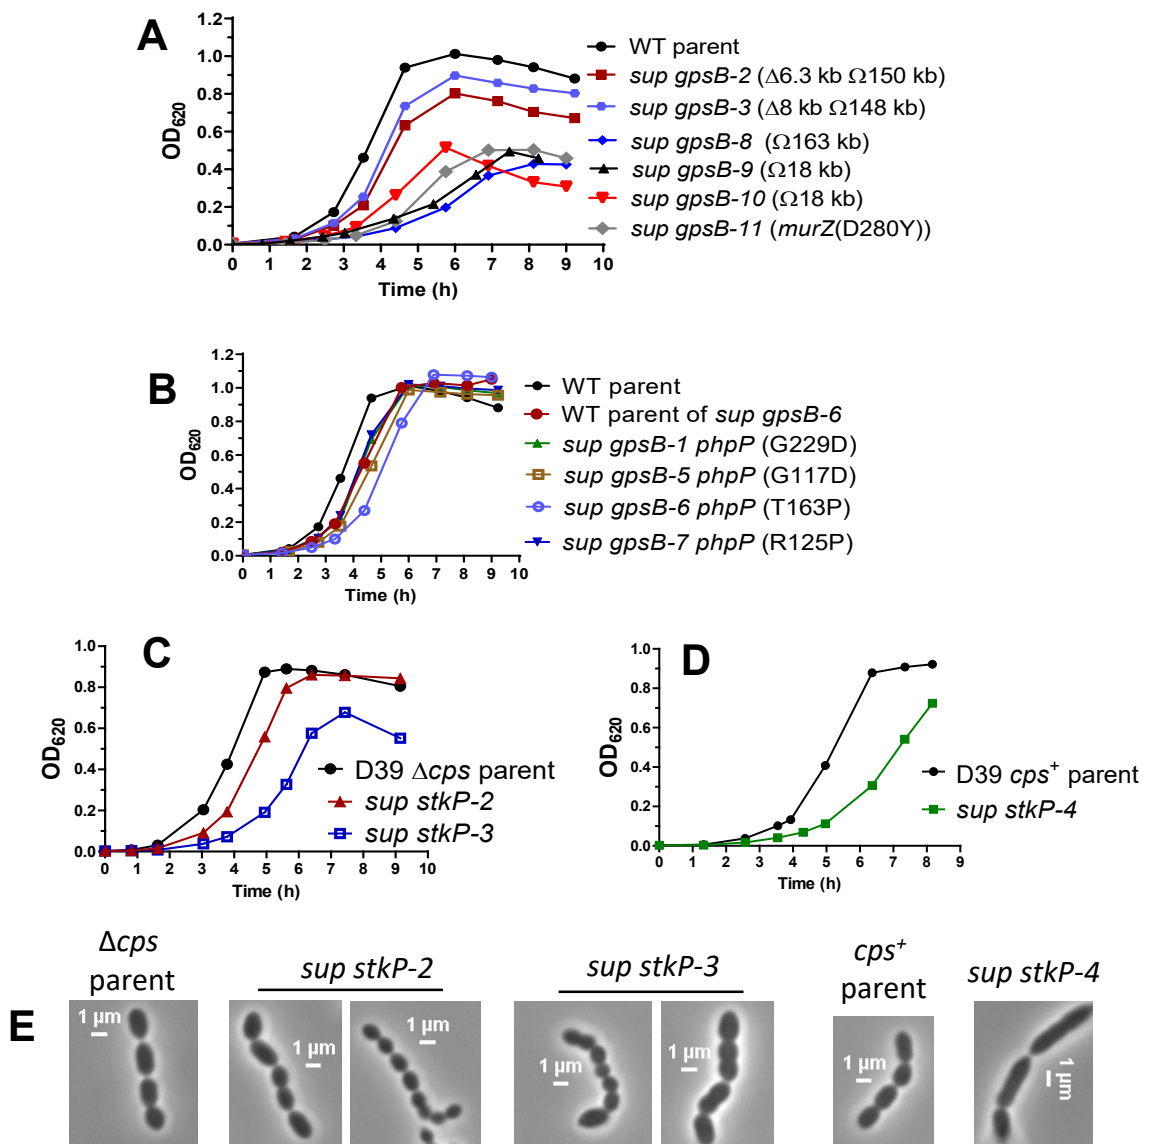 A
1.2
1.0
0.8
0.6
0.4
0.2
0.0
OD620
0 1 2 3 4 5 6 7 8 9 10
Time (h)
WT parent
sup gpsB-2 (Δ6.3 kb Ω150 kb)
sup gpsB-3 (Δ8 kb Ω148 kb)
sup gpsB-8 (Ω163 kb)
sup gpsB-9 (Ω18 kb)
sup gpsB-10 (Ω18 kb)
sup gpsB-11 (murZ(D280Y))
B
1.2
1.0
0.8
0.6
0.4
0.2
0.0
OD620
0 1 2 3 4 5 6 7 8 9 10
Time (h)
WT parent
WT parent of sup gpsB-6
sup gpsB-1 phpP (G229D)
sup gpsB-5 phpP (G117D)
sup gpsB-6 phpP (T163P)
sup gpsB-7 phpP (R125P)
C
1.0
0.8
0.6
0.4
0.2
0.0
OD620
0 1 2 3 4 5 6 7 8 9 10
Time (h)
D39 Δcps parent
sup stkP-2
sup stkP-3
D
1.0
0.8
0.6
0.4
0.2
0.0
OD620
0 1 2 3 4 5 6 7 8 9
Time (h)
D39 cps+ parent
sup stkP-4
E
Δcps
parent
sup stkP-2
sup stkP-3
cps+
parent
sup stkP-4
1 µm
1 µm
1 µm
1 µm
1 µm
1 µm
1 µm